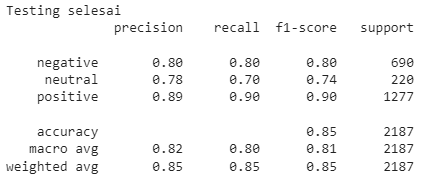 Testing selesai
precision recall f1-score support
negative 0.80 0.80 0.80 690
neutral 0.78 0.70 0.74 220
positive 0.89 0.90 0.90 1277
accuracy 0.85 2187
macro avg 0.82 0.80 0.81 2187
weighted avg 0.85 0.85 0.85 2187